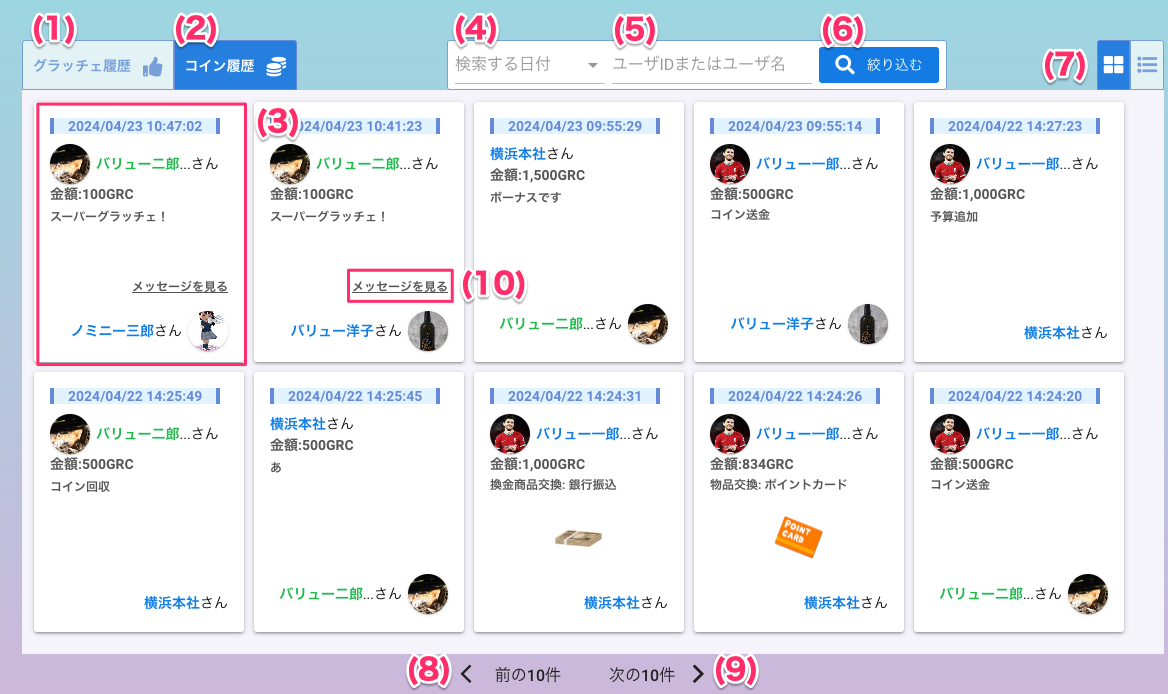 (1)
(2)
(4)
(5)
(6)
(7)
グラッチェ履歴
コイン履歴
検索する日付
ユーザIDまたはユーザ名
絞り込む
2024/04/23 10:47:02
バリュー二郎...さん
金額:100GRC
スーパーグラッチェ！
メッセージを見る
ノミニー三郎さん
(3)
2024/04/23 10:41:23
バリュー二郎...さん
金額:100GRC
スーパーグラッチェ！
メッセージを見る
(10)
バリュー洋子さん
2024/04/23 09:55:29
横浜本社さん
金額:1,500GRC
ボーナスです
バリュー二郎...さん
2024/04/23 09:55:14
バリュー一郎...さん
金額:500GRC
コイン送金
バリュー洋子さん
2024/04/22 14:27:23
バリュー一郎...さん
金額:1,000GRC
予算追加
横浜本社さん
2024/04/22 14:25:49
バリュー二郎...さん
金額:500GRC
コイン回収
横浜本社さん
2024/04/22 14:25:45
横浜本社さん
金額:500GRC
あ
バリュー二郎...さん
2024/04/22 14:24:31
バリュー一郎...さん
金額:1,000GRC
換金商品交換: 銀行振込
横浜本社さん
2024/04/22 14:24:26
バリュー一郎...さん
金額:834GRC
物品交換: ポイントカード
POINT
CARD
横浜本社さん
2024/04/22 14:24:20
バリュー一郎...さん
金額:500GRC
コイン送金
バリュー二郎...さん
(8)
前の10件
次の10件
(9)